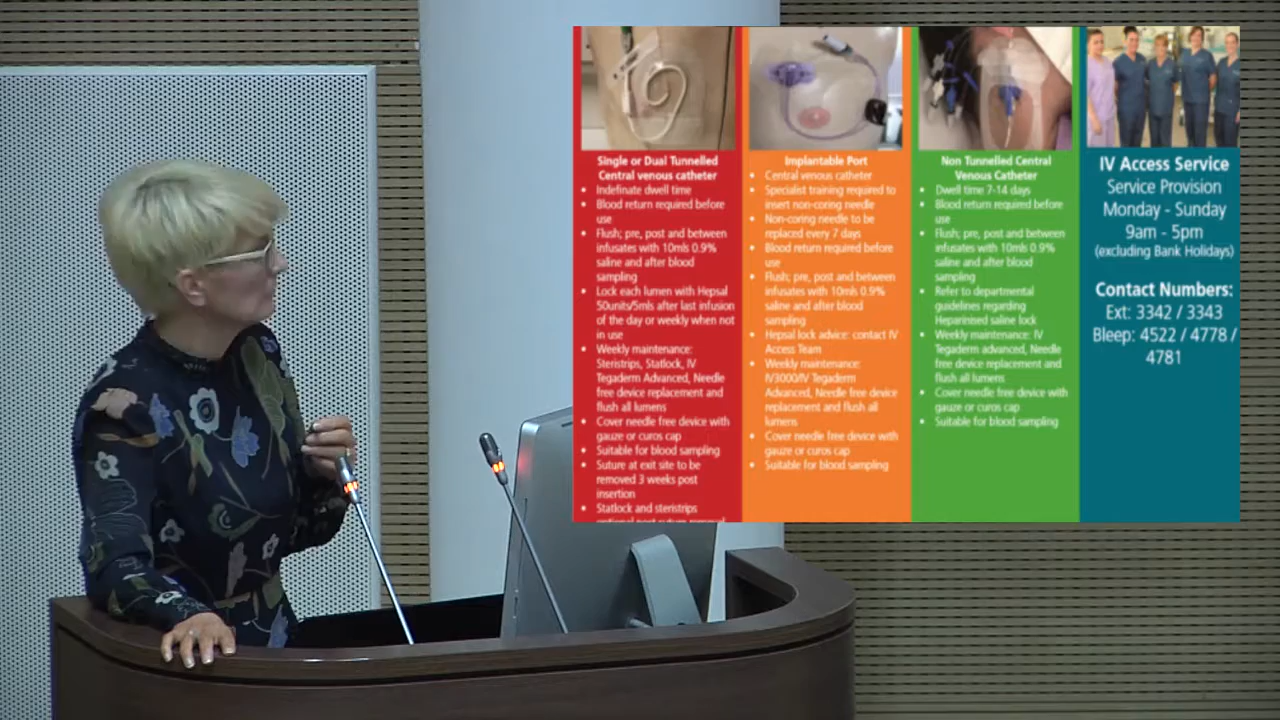 Single or Dual Tunnelled
Central venous catheter
• Indefinate dwell time
• Blood return required before
use
• Flush; pre, post and between
infusates with 10mls 0.9%
saline and after blood
sampling
• Lock each lumen with Hepsal
50units/5mls after last infusion
of the day or weekly when not
in use
• Weekly maintenance:
Steristrips, Statlock, IV
Tegaderm Advanced, Needle
free device replacement and
flush all lumens
• Cover needle free device with
gauze or curos cap
• Suitable for blood sampling
• Suture at exit site to be
removed 3 weeks post
insertion
• Statlock and steristrips
optional post suture removal
Implantable Port
• Central venous catheter
• Specialist training required to
insert non-coring needle
• Non-coring needle to be
replaced every 7 days
• Blood return required before
use
• Flush; pre, post and between
infusates with 10mls 0.9%
saline and after blood
sampling
• Hepsal lock advice: contact IV
Access Team
• Weekly maintenance:
IV3000/IV Tegaderm
Advanced, Needle free device
replacement and flush all
lumens
• Cover needle free device with
gauze or curos cap
• Suitable for blood sampling
Non Tunnelled Central
Venous Catheter
• Dwell time 7-14 days
• Blood return required before
use
• Flush; pre, post and between
infusates with 10mls 0.9%
saline and after blood
sampling
• Refer to departmental
guidelines regarding
Heparinised saline lock
• Weekly maintenance: IV
Tegaderm advanced, Needle
free device replacement and
flush all lumens
• Cover needle free device with
gauze or curos cap
• Suitable for blood sampling
IV Access Service
Service Provision
Monday - Sunday
9am - 5pm
(excluding Bank Holidays)
Contact Numbers:
Ext: 3342 / 3343
Bleep: 4522 / 4778 /
4781